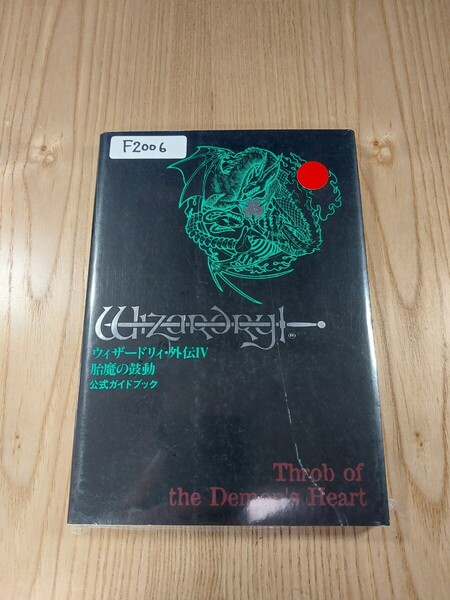 F2006
Wizardry
ウィザードリィ・外伝IV
胎魔の鼓動
公式ガイドブック
Throb of
the Demon's Heart